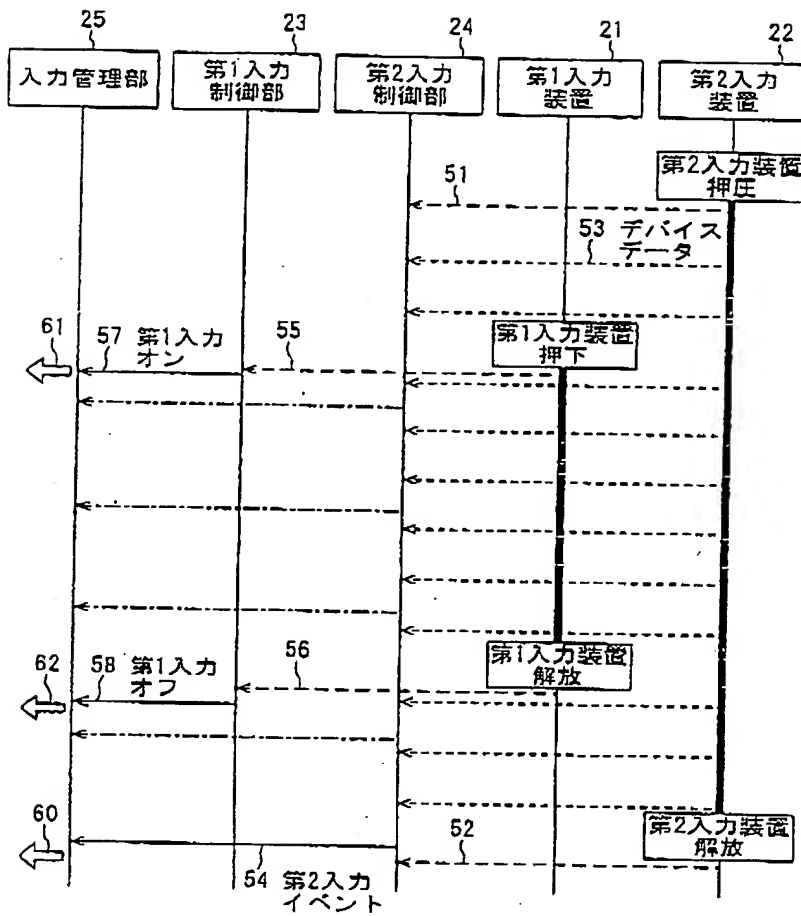 25
23
24
21
22
入力管理部
第1入力
制御部
第2入力
制御部
第1入力
装置
第2入力
装置
第2入力装置
押圧
51
53 デバイス
データ
61
57 第1入力
オン
55
第1入力装置
押下
第1入力装置
解放
62
58 第1入力
オフ
56
60
52
第2入力装置
解放
54 第2入力
イベント